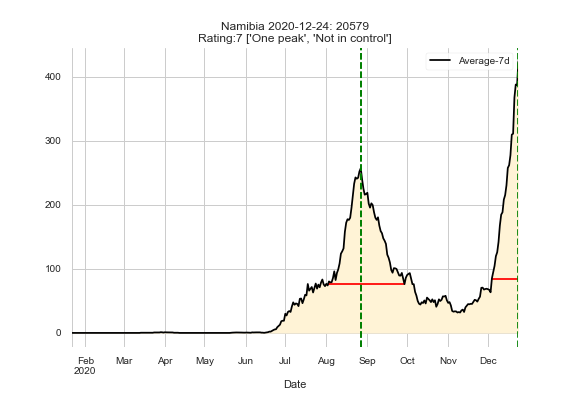 Namibia 2020-12-24: 20579
Rating:7 ['One peak', 'Not in control']
Average-7d
400
300
200
100
0
Feb Mar Apr May Jun Jul Aug Sep Oct Nov Dec
2020
Date